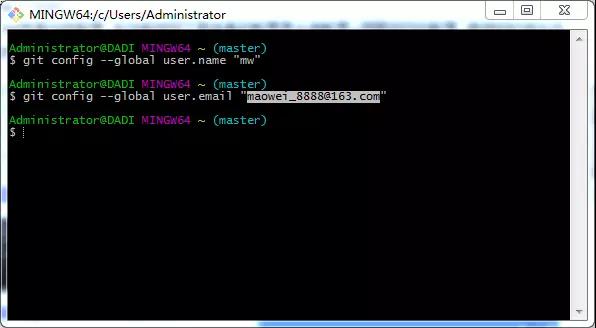 MINGW64:/c/Users/Administrator
Administrator@DADI MINGW64 ~ (master)
$ git config --global user.name "mw"
Administrator@DADI MINGW64 ~ (master)
$ git config --global user.email "maowei_8888@163.com"
Administrator@DADI MINGW64 ~ (master)
$